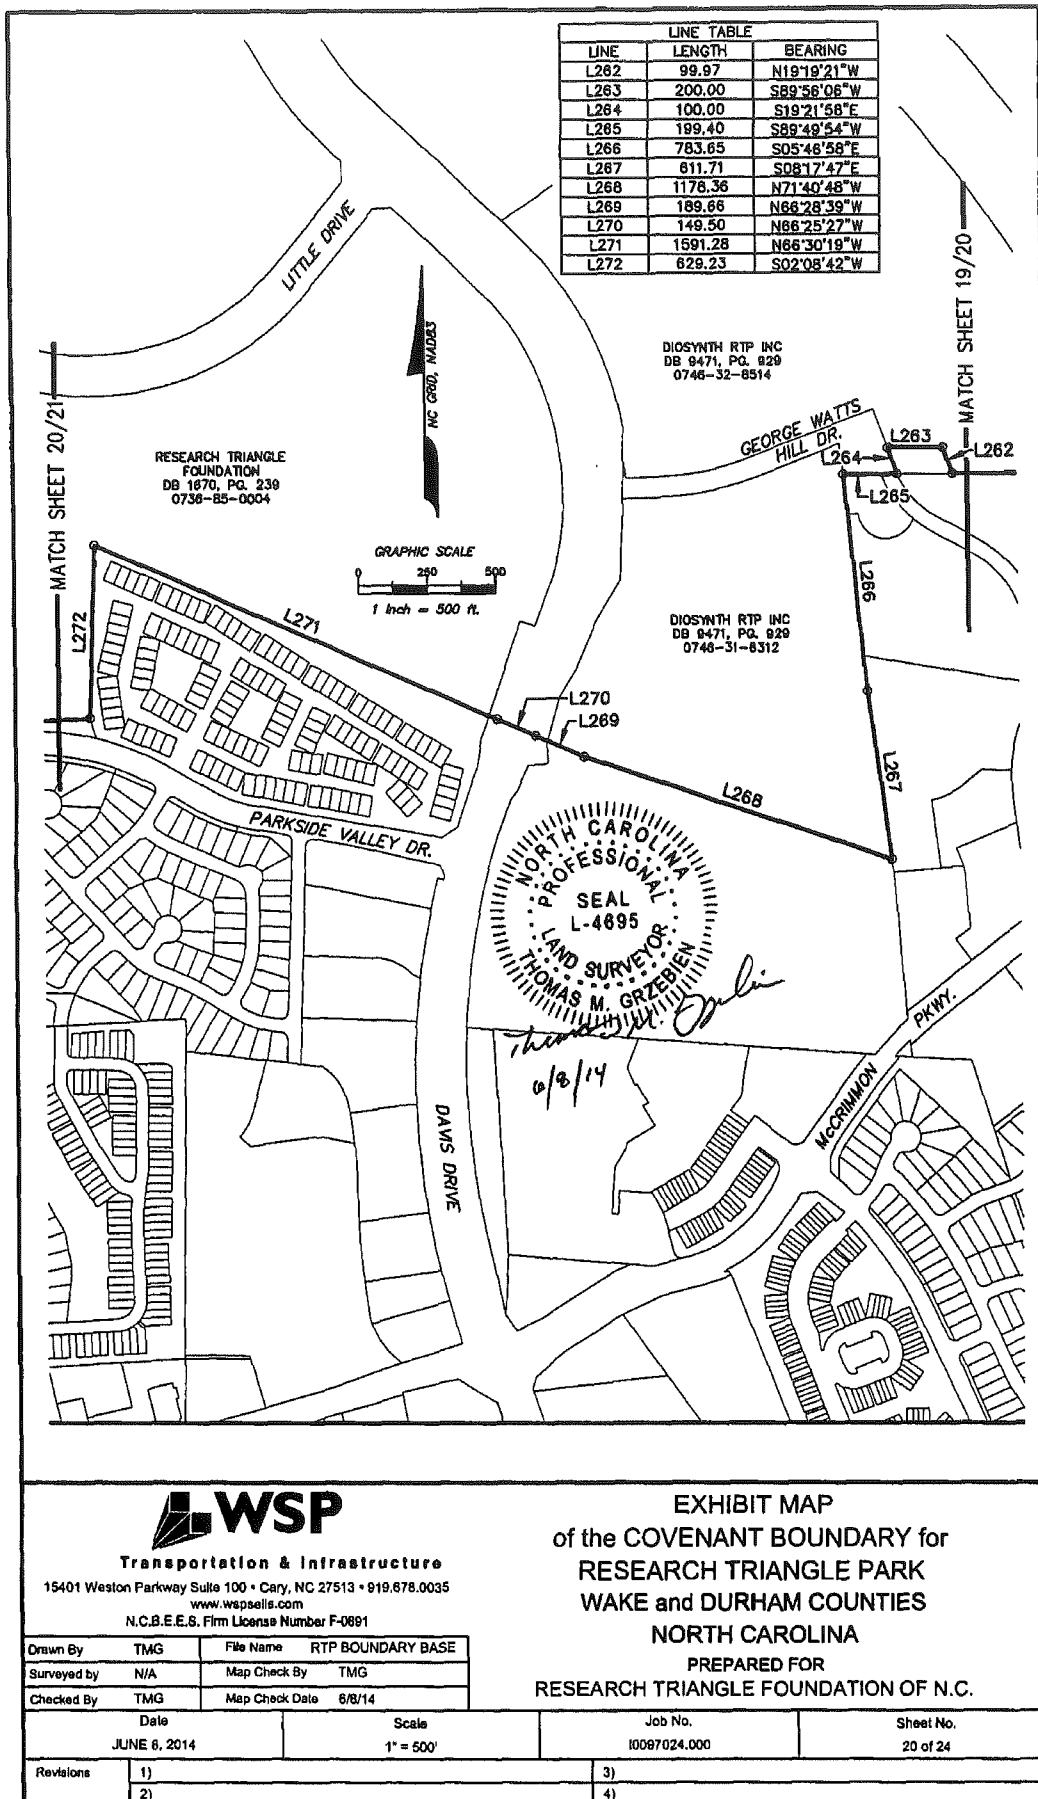 LINE TABLE
LINE LENGTH BEARING
L262 99.97 N19°19'21"W
L263 200.00 S89°56'06"W
L264 100.00 S19°21'58"E
L265 199.40 S89°49'54"W
L266 783.65 S05°46'58"E
L267 611.71 S08°17'47"E
L268 1176.36 N71°40'48"W
L269 189.66 N66°28'39"W
L270 149.50 N66°25'27"W
L271 1591.28 N66°30'19"W
L272 629.23 S02°08'42"W
LITTLE DRIVE
MATCH SHEET 19/20
NC GRID, NAD83
DIOSYNTH RTP INC
DB 9471, PG. 929
0746-32-8514
MATCH SHEET 20/21
GEORGE WATTS
HILL DR.
L263
L262
L264
L265
RESEARCH TRIANGLE
FOUNDATION
DB 1670, PG. 239
0736-85-0004
GRAPHIC SCALE
0 250 500
1 inch = 500 ft.
L266
L271
L272
DIOSYNTH RTP INC
DB 9471, PG. 929
0746-31-6312
L270
L269
L267
L268
PARKSIDE VALLEY DR.
NORTH CAROLINA
PROFESSIONAL
SEAL
L-4695
LAND SURVEYOR
THOMAS M. GRZEBIEN
6/8/14
PKWY.
McCRIMMON
DAVIS DRIVE
WSP
Transportation & Infrastructure
15401 Weston Parkway Suite 100 • Cary, NC 27513 • 919.678.0035
www.wspsells.com
N.C.B.E.E.S. Firm License Number F-0891
EXHIBIT MAP
of the COVENANT BOUNDARY for
RESEARCH TRIANGLE PARK
WAKE and DURHAM COUNTIES
NORTH CAROLINA
PREPARED FOR
RESEARCH TRIANGLE FOUNDATION OF N.C.
Drawn By TMG File Name RTP BOUNDARY BASE
Surveyed by N/A Map Check By TMG
Checked By TMG Map Check Date 6/8/14
Date Scale Job No. Sheet No.
JUNE 6, 2014 1" = 500' I0097024.000 20 of 24
Revisions 1) 3)
2) 4)